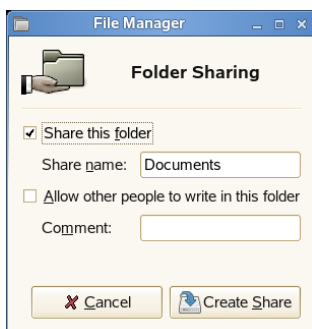 File Manager
Folder Sharing
Share this folder
Share name: Documents
Allow other people to write in this folder
Comment:
Cancel Create Share